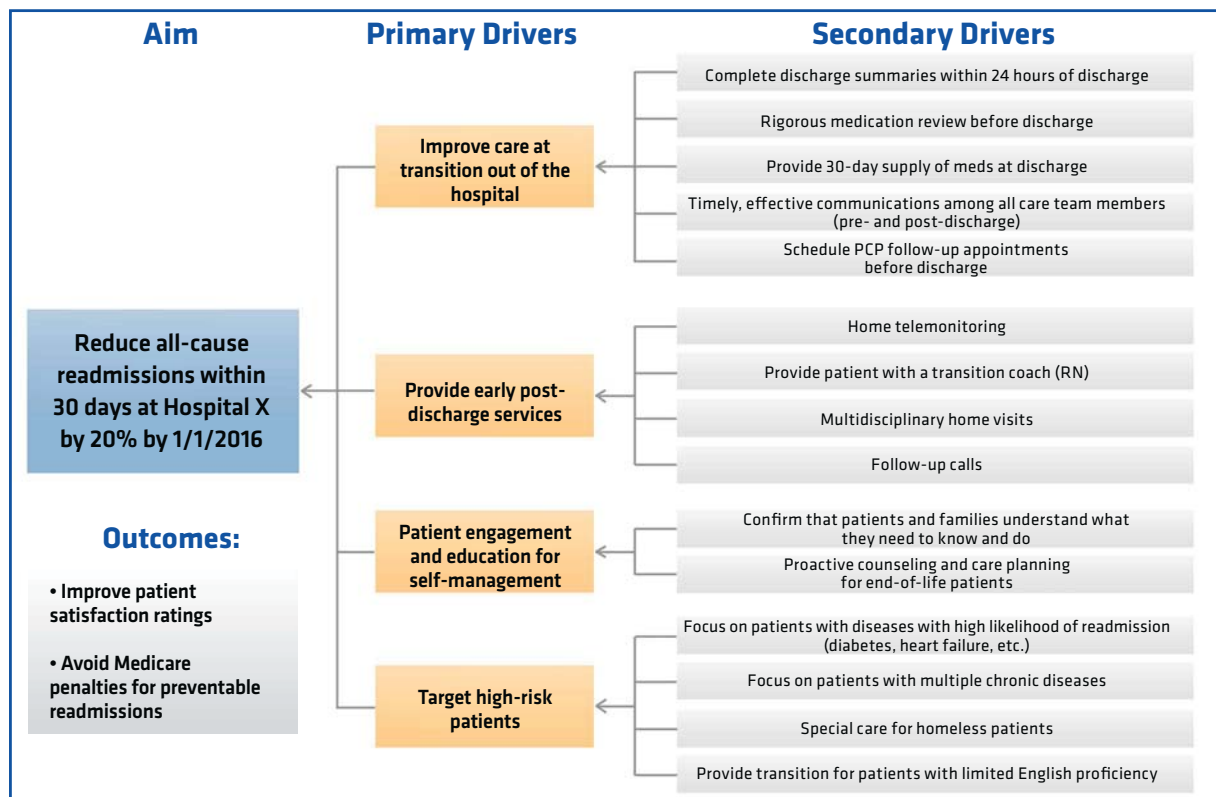 Aim
Primary Drivers
Secondary Drivers
Reduce all-cause
readmissions within
30 days at Hospital X
by 20% by 1/1/2016
Outcomes:
• Improve patient
satisfaction ratings
• Avoid Medicare
penalties for preventable
readmissions
Improve care at
transition out of the
hospital
Complete discharge summaries within 24 hours of discharge
Rigorous medication review before discharge
Provide 30-day supply of meds at discharge
Timely, effective communications among all care team members
(pre- and post-discharge)
Schedule PCP follow-up appointments
before discharge
Provide early post-
discharge services
Home telemonitoring
Provide patient with a transition coach (RN)
Multidisciplinary home visits
Follow-up calls
Patient engagement
and education for
self-management
Confirm that patients and families understand what
they need to know and do
Proactive counseling and care planning
for end-of-life patients
Target high-risk
patients
Focus on patients with diseases with high likelihood of readmission
(diabetes, heart failure, etc.)
Focus on patients with multiple chronic diseases
Special care for homeless patients
Provide transition for patients with limited English proficiency